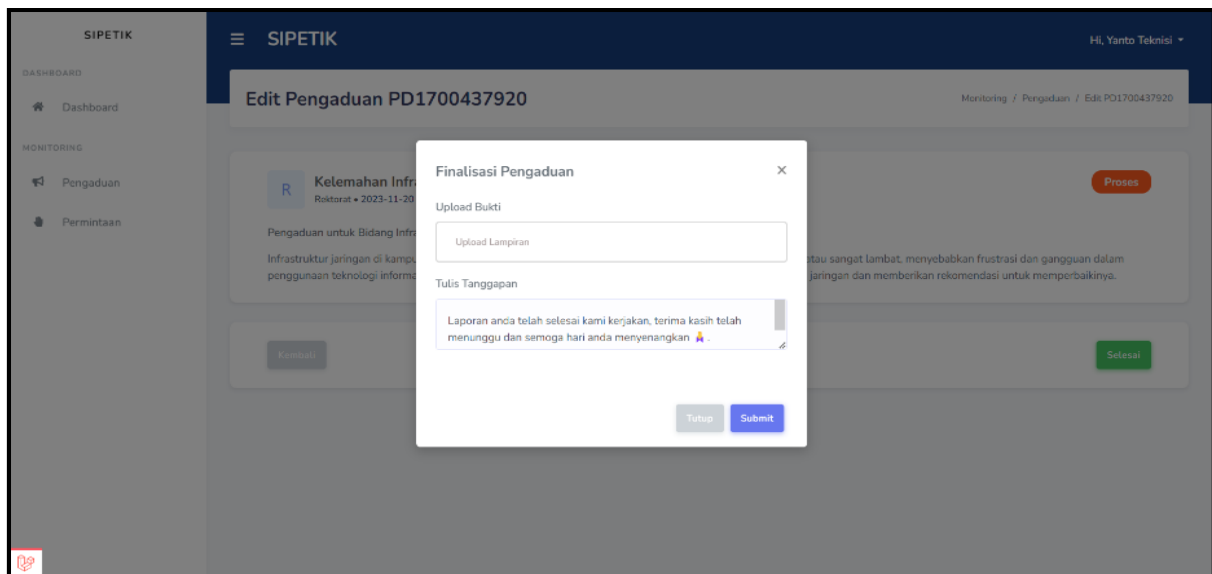 SIPETIK
SIPETIK
Hi, Yanto Teknisi
DASHBOARD
Dashboard
MONITORING
Pengaduan
Permintaan
Edit Pengaduan PD1700437920
Monitoring / Pengaduan / Edit PD1700437920
R
Kelemahan Infra
Rektorat • 2023-11-20
Proses
Pengaduan untuk Bidang Infra
Infrastruktur jaringan di kampu
atau sangat lambat, menyebabkan frustrasi dan gangguan dalam
penggunaan teknologi informa
jaringan dan memberikan rekomendasi untuk memperbaikinya.
Kembali
Selesai
Finalisasi Pengaduan
×
Upload Bukti
Upload Lampiran
Tulis Tanggapan
Laporan anda telah selesai kami kerjakan, terima kasih telah
menunggu dan semoga hari anda menyenangkan 🙏 .
Tutup
Submit